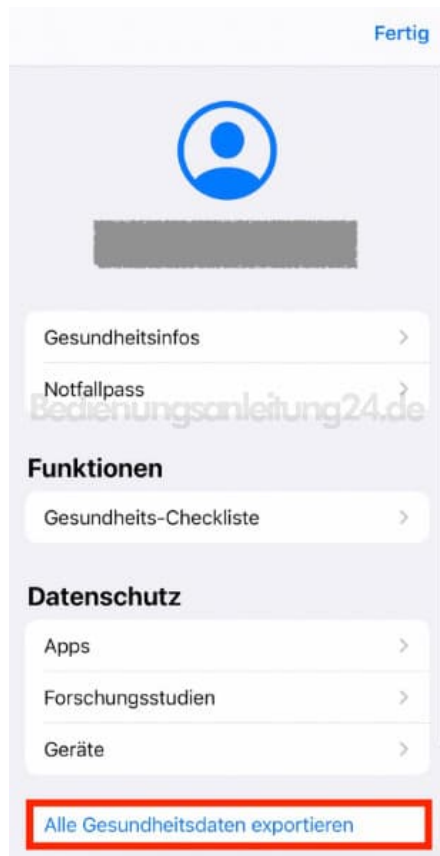 Fertig
Gesundheitsinfos
Notfallpass
Bedienungsanleitung24.de
Funktionen
Gesundheits-Checkliste
Datenschutz
Apps
Forschungsstudien
Geräte
Alle Gesundheitsdaten exportieren